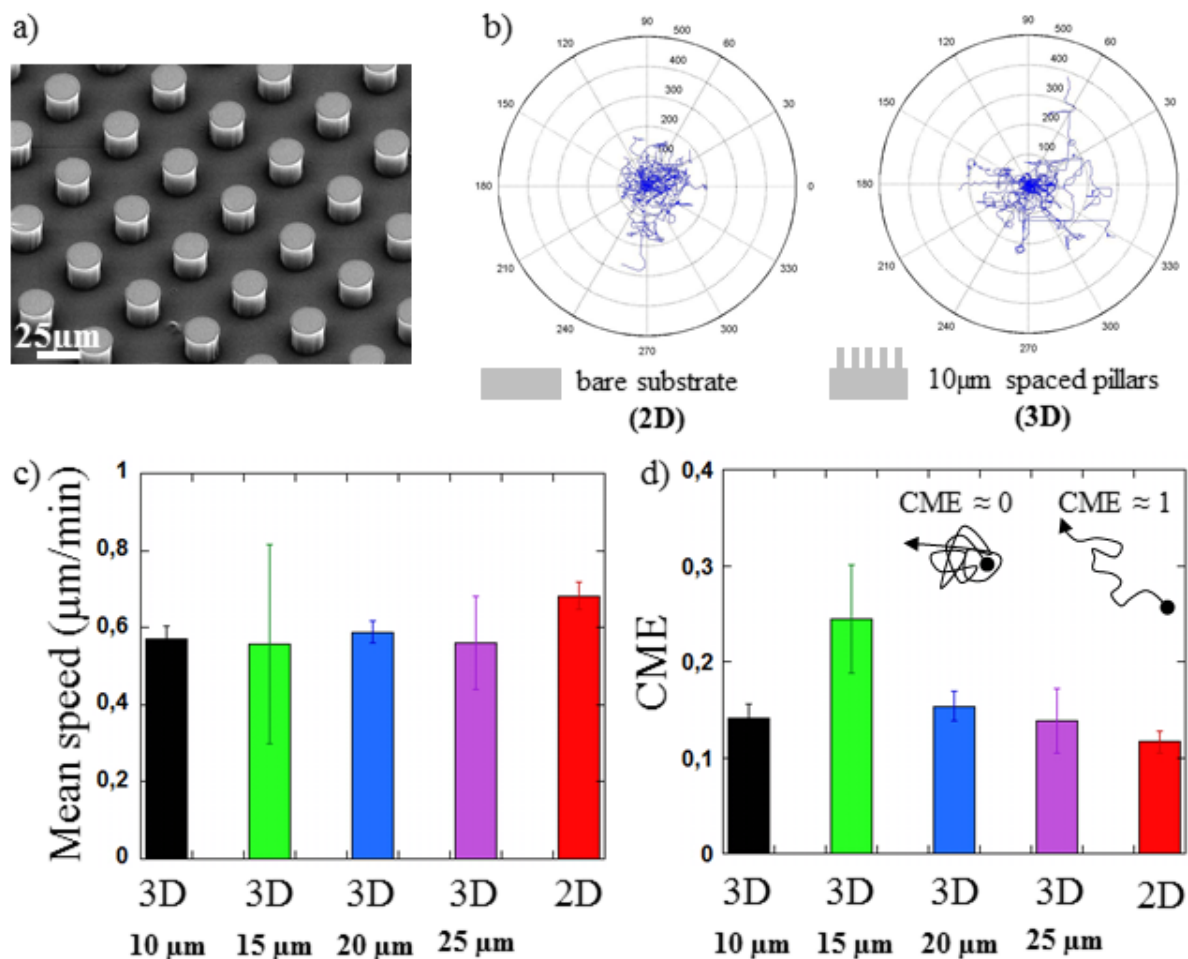 a)
25µm
b)
90
120
60
150
30
180
0
210
330
240
300
270
500
400
300
200
100
90
120
60
150
30
180
0
210
330
240
300
270
500
400
300
200
100
bare substrate
(2D)
10µm spaced pillars
(3D)
c)
Mean speed (µm/min)
1
0,8
0,6
0,4
0,2
0
3D 3D 3D 3D 2D
10 µm 15 µm 20 µm 25 µm
d)
CME
0,4
0,3
0,2
0,1
0
CME ≈ 0
CME ≈ 1
3D 3D 3D 3D 2D
10 µm 15 µm 20 µm 25 µm